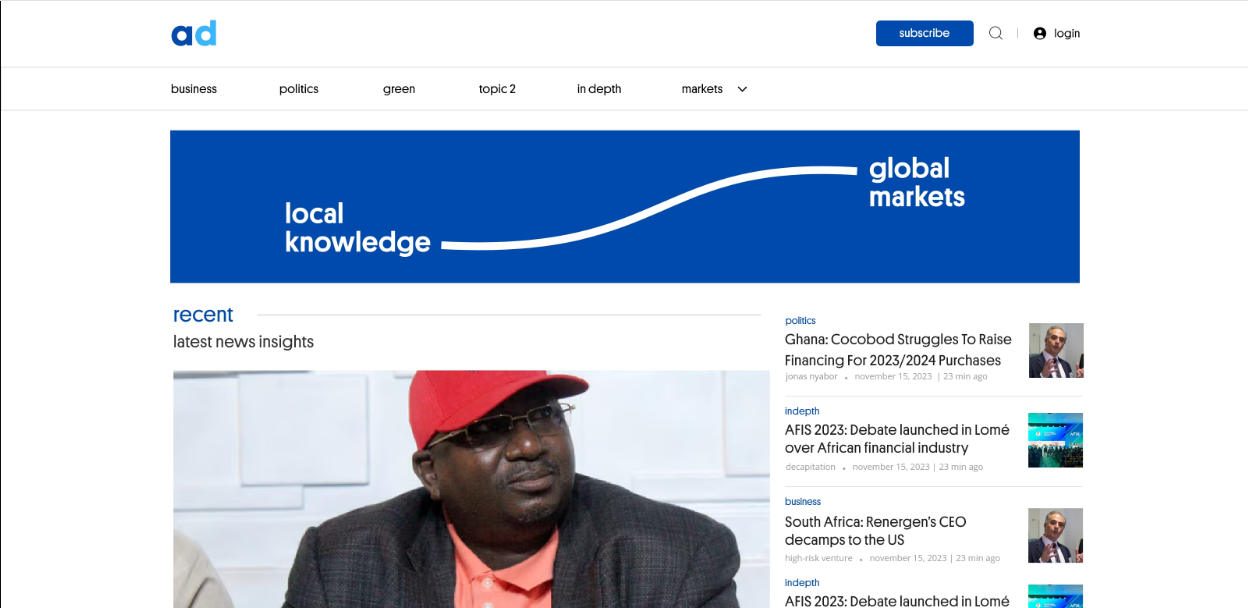 ad
subscribe
login
business
politics
green
topic 2
in depth
markets
local
knowledge
global
markets
recent
latest news insights
politics
Ghana: Cocobod Struggles To Raise
Financing For 2023/2024 Purchases
jonas nyabor • november 15, 2023 | 23 min ago
indepth
AFIS 2023: Debate launched in Lomé
over African financial industry
decapitation • november 15, 2023 | 23 min ago
AFIS
business
South Africa: Renergen's CEO
decamps to the US
high-risk venture • november 15, 2023 | 23 min ago
indepth
AFIS 2023: Debate launched in Lomé